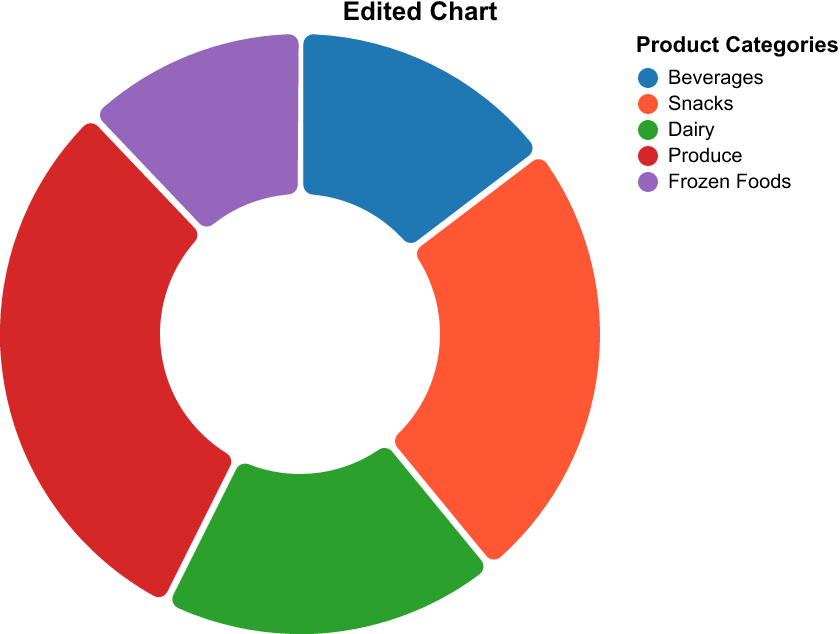 Edited Chart
Product Categories
Beverages
Snacks
Dairy
Produce
Frozen Foods